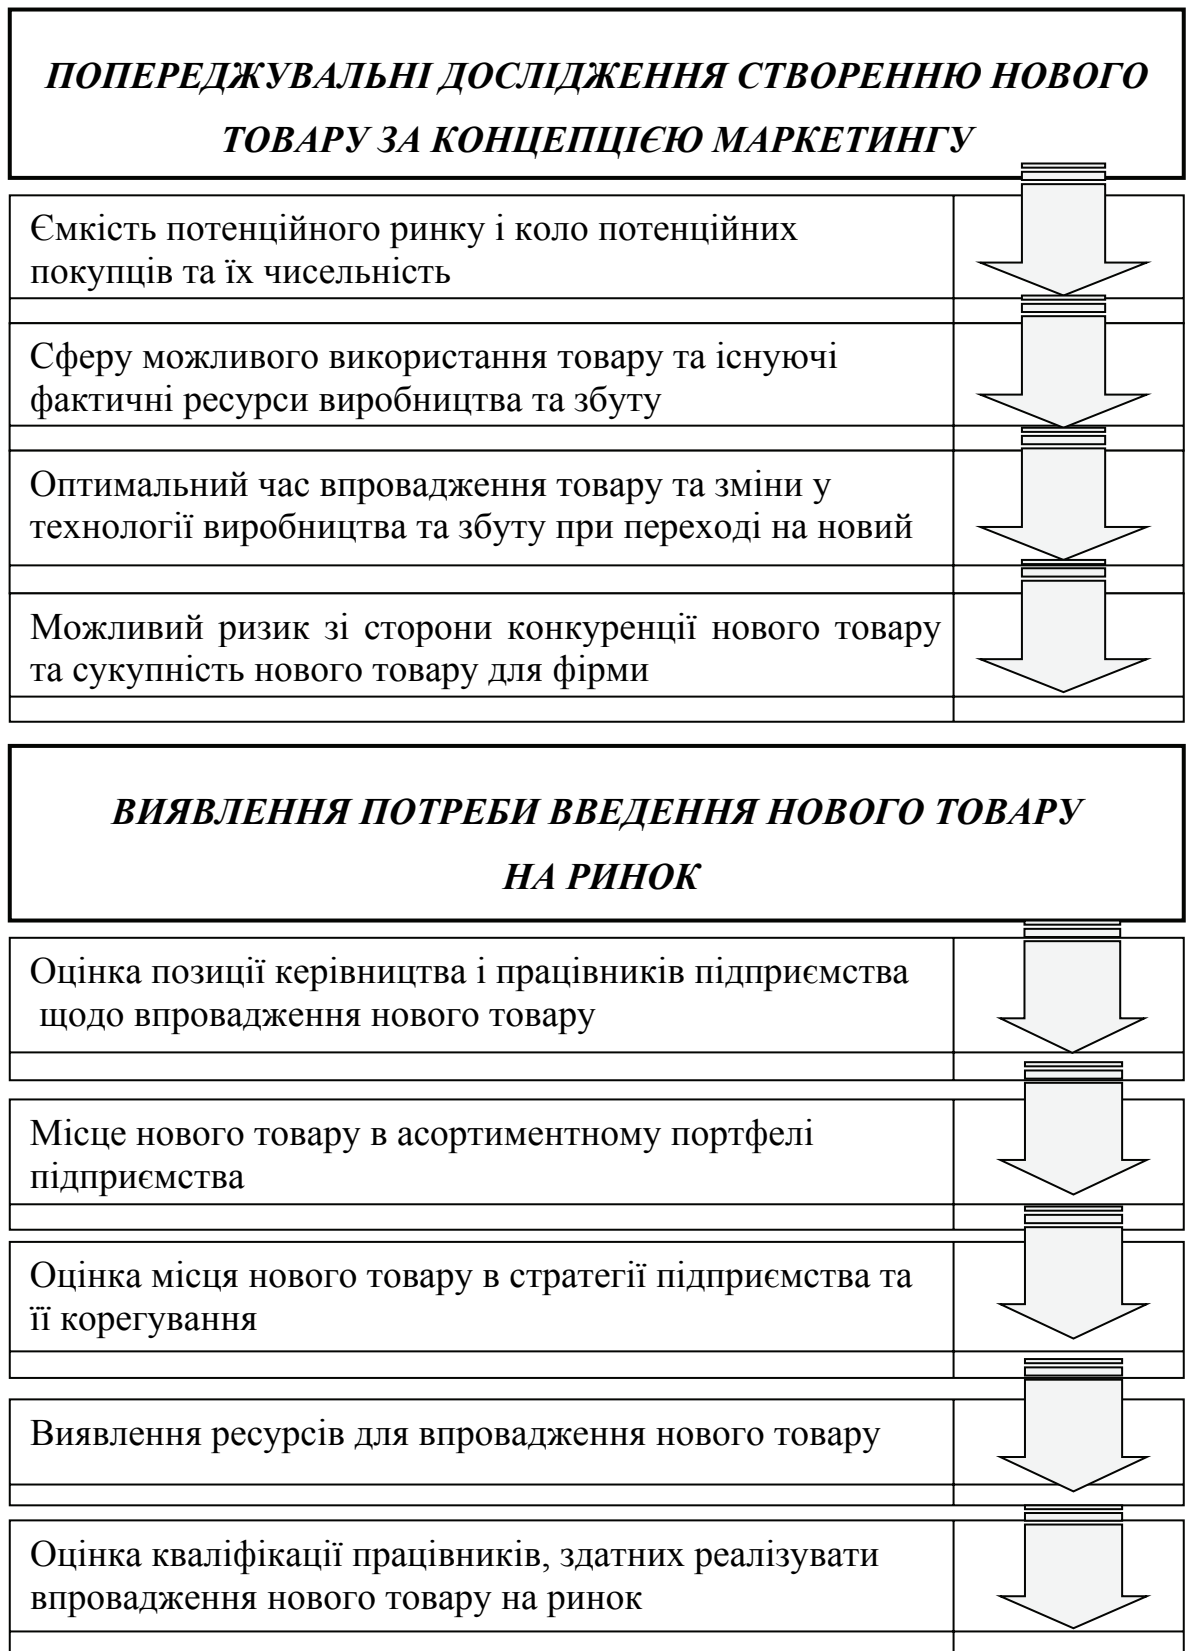 ПОПЕРЕДЖУВАЛЬНІ ДОСЛІДЖЕННЯ СТВОРЕННЮ НОВОГО
ТОВАРУ ЗА КОНЦЕПЦІЄЮ МАРКЕТИНГУ
Ємкість потенційного ринку і коло потенційних
покупців та їх чисельність
Сферу можливого використання товару та існуючі
фактичні ресурси виробництва та збуту
Оптимальний час впровадження товару та зміни у
технології виробництва та збуту при переході на новий
Можливий ризик зі сторони конкуренції нового товару
та сукупність нового товару для фірми
ВИЯВЛЕННЯ ПОТРЕБИ ВВЕДЕННЯ НОВОГО ТОВАРУ
НА РИНОК
Оцінка позиції керівництва і працівників підприємства
щодо впровадження нового товару
Місце нового товару в асортиментному портфелі
підприємства
Оцінка місця нового товару в стратегії підприємства та
її корегування
Виявлення ресурсів для впровадження нового товару
Оцінка кваліфікації працівників, здатних реалізувати
впровадження нового товару на ринок